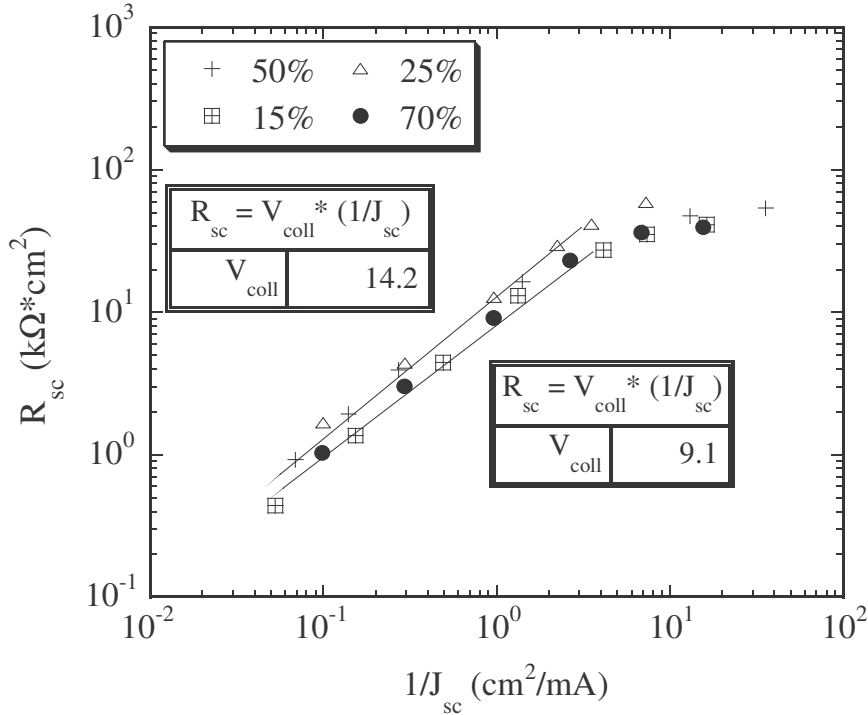 10^3
50% 25%
15% 70%
10^2
R_sc = V_coll* (1/J_sc)
V_coll 14.2
10^1
R_sc (kΩ*cm^2)
R_sc = V_coll* (1/J_sc)
V_coll 9.1
10^0
10^-1
10^-2 10^-1 10^0 10^1 10^2
1/J_sc (cm^2/mA)